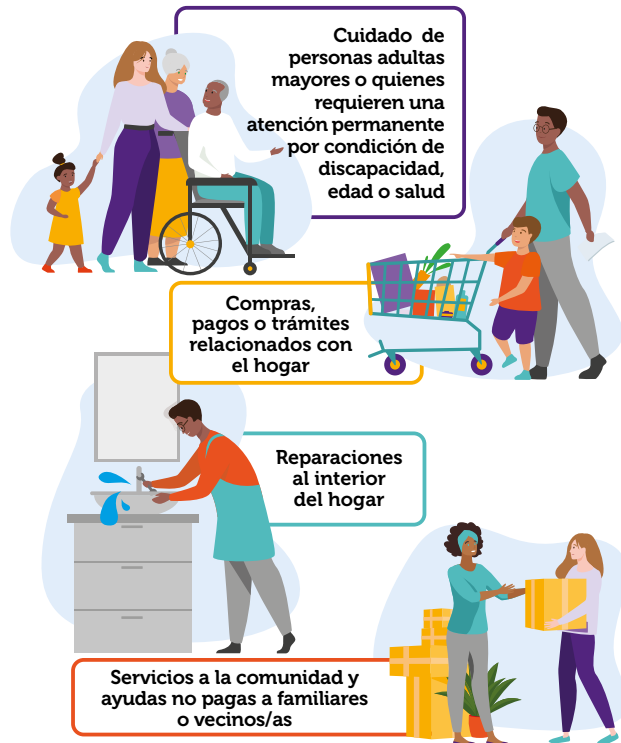 Cuidado de
personas adultas
mayores o quienes
requieren una
atención permanente
por condición de
discapacidad,
edad o salud
Compras,
pagos o trámites
relacionados con
el hogar
Reparaciones
al interior
del hogar
Servicios a la comunidad y
ayudas no pagas a familiares
o vecinos/as